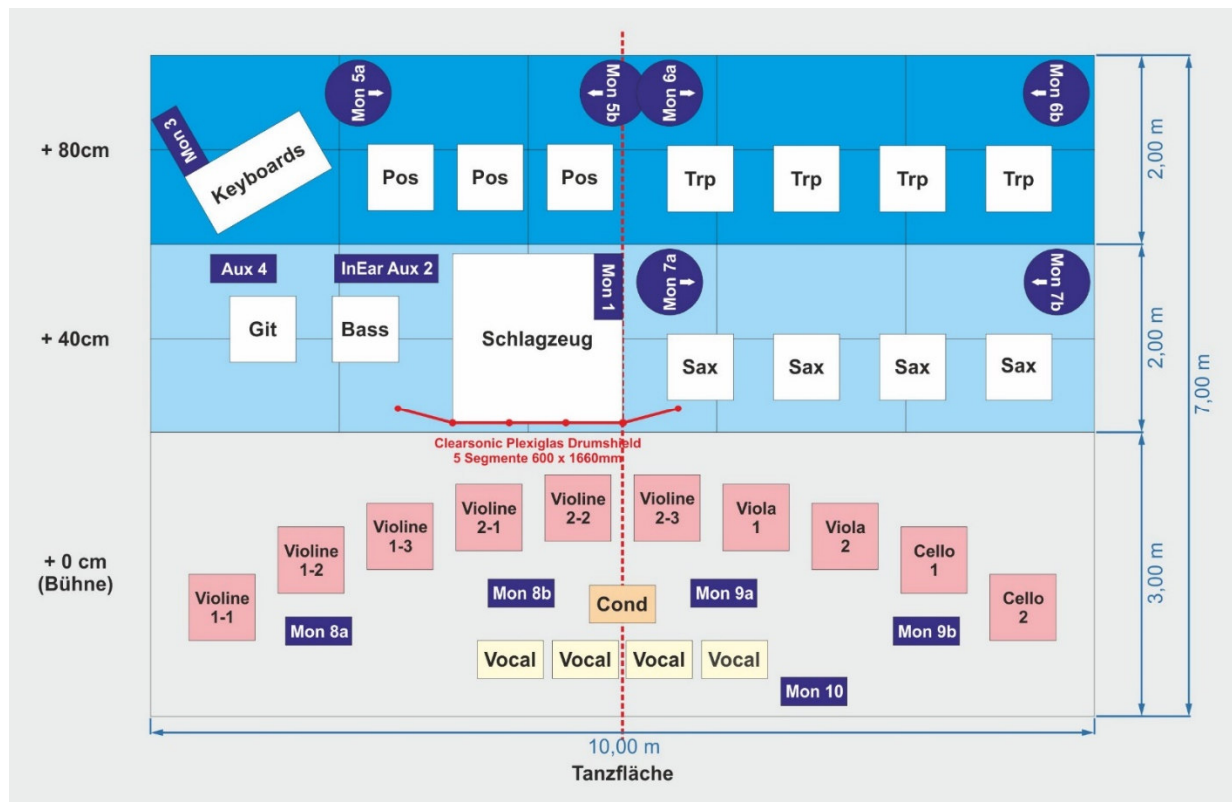 Mon 5a
Mon 5b
Mon 6a
Mon 6b
Mon 3
Keyboards
+ 80cm
Pos
Pos
Pos
Trp
Trp
Trp
Trp
2,00 m
Aux 4
InEar Aux 2
Mon 1
Mon 7a
Mon 7b
+ 40cm
Git
Bass
Schlagzeug
Sax
Sax
Sax
Sax
2,00 m
7,00 m
Clearsonic Plexiglas Drumshield
5 Segmente 600 x 1660mm
+ 0 cm
(Bühne)
Violine
1-1
Violine
1-2
Violine
1-3
Violine
2-1
Violine
2-2
Violine
2-3
Viola
1
Viola
2
Cello
1
Cello
2
3,00 m
Mon 8a
Mon 8b
Cond
Mon 9a
Mon 9b
Vocal
Vocal
Vocal
Vocal
Mon 10
10,00 m
Tanzfläche